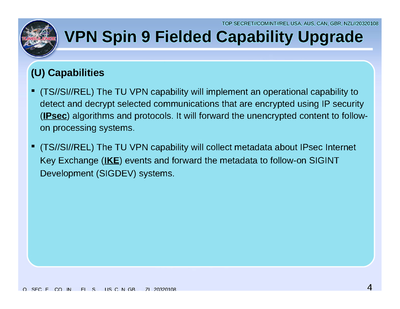 TOP SECRET//COMINT//REL USA, AUS, CAN, GBR, NZL//20320108
VPN Spin 9 Fielded Capability Upgrade
(U) Capabilities
▪ (TS//SI//REL) The TU VPN capability will implement an operational capability to
detect and decrypt selected communications that are encrypted using IP security
(IPsec) algorithms and protocols. It will forward the unencrypted content to follow-
on processing systems.
▪ (TS//SI//REL) The TU VPN capability will collect metadata about IPsec Internet
Key Exchange (IKE) events and forward the metadata to follow-on SIGINT
Development (SIGDEV) systems.
20320108
4